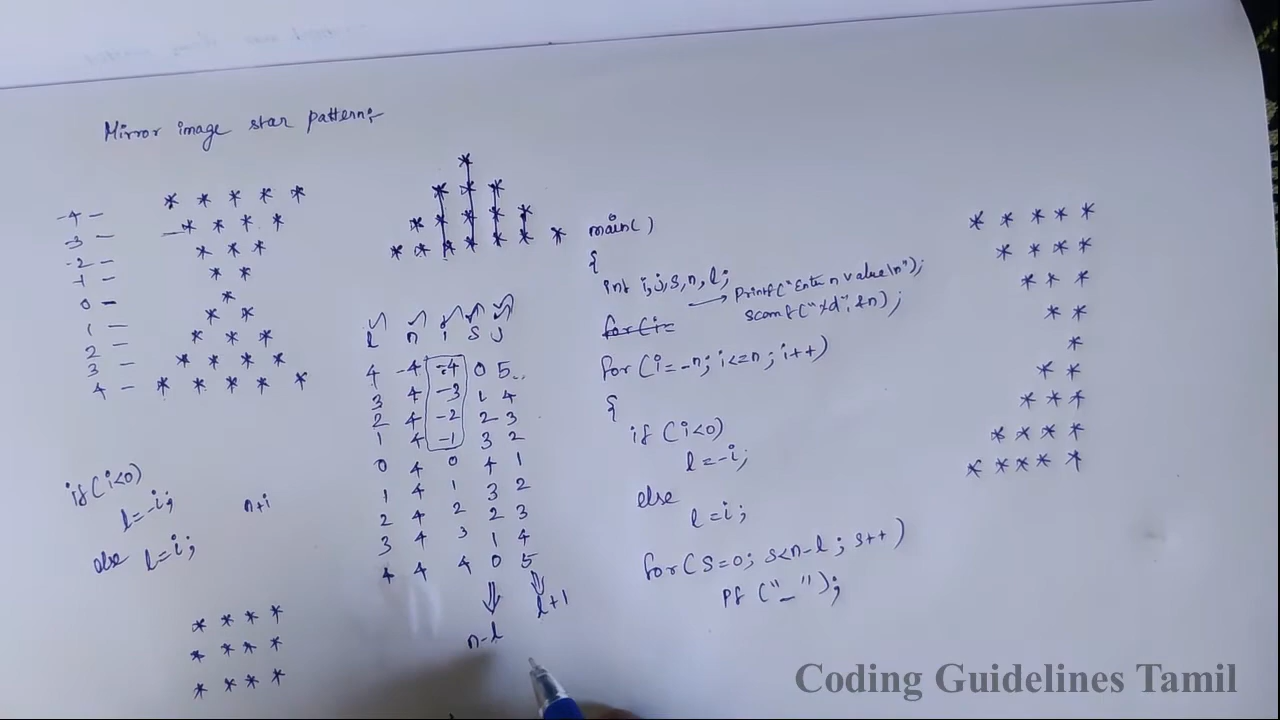 Mirror image star pattern:
-4 - * * * * *
-3 - - * * * *
-2 - * * *
-1 - * *
0 - *
1 - * *
2 - * * *
3 - * * * *
4 - * * * * *
if(i<0)
l=-i;
else l=i;
n+i
* * * *
* * * *
* * * *
*
* * *
* * * * *
* * * * * * *
l n i s j
4 -4 -4 0 5..
3 4 -3 1 4
2 4 -2 2 3
1 4 -1 3 2
0 4 0 4 1
1 4 1 3 2
2 4 2 2 3
3 4 3 1 4
4 4 4 0 5
n-l
l+1
main()
{
int i,j,s,n,l;
→ printf("Enter n value\n");
scanf("%d",&n);
for(i=
for(i=-n; i<=n; i++)
{
if (i<0)
l=-i;
else
l=i;
for(s=0; s<n-l; s++)
pf("_");
* * * * *
* * * *
* * *
* *
*
* *
* * *
* * * *
* * * * *
Coding Guidelines Tamil